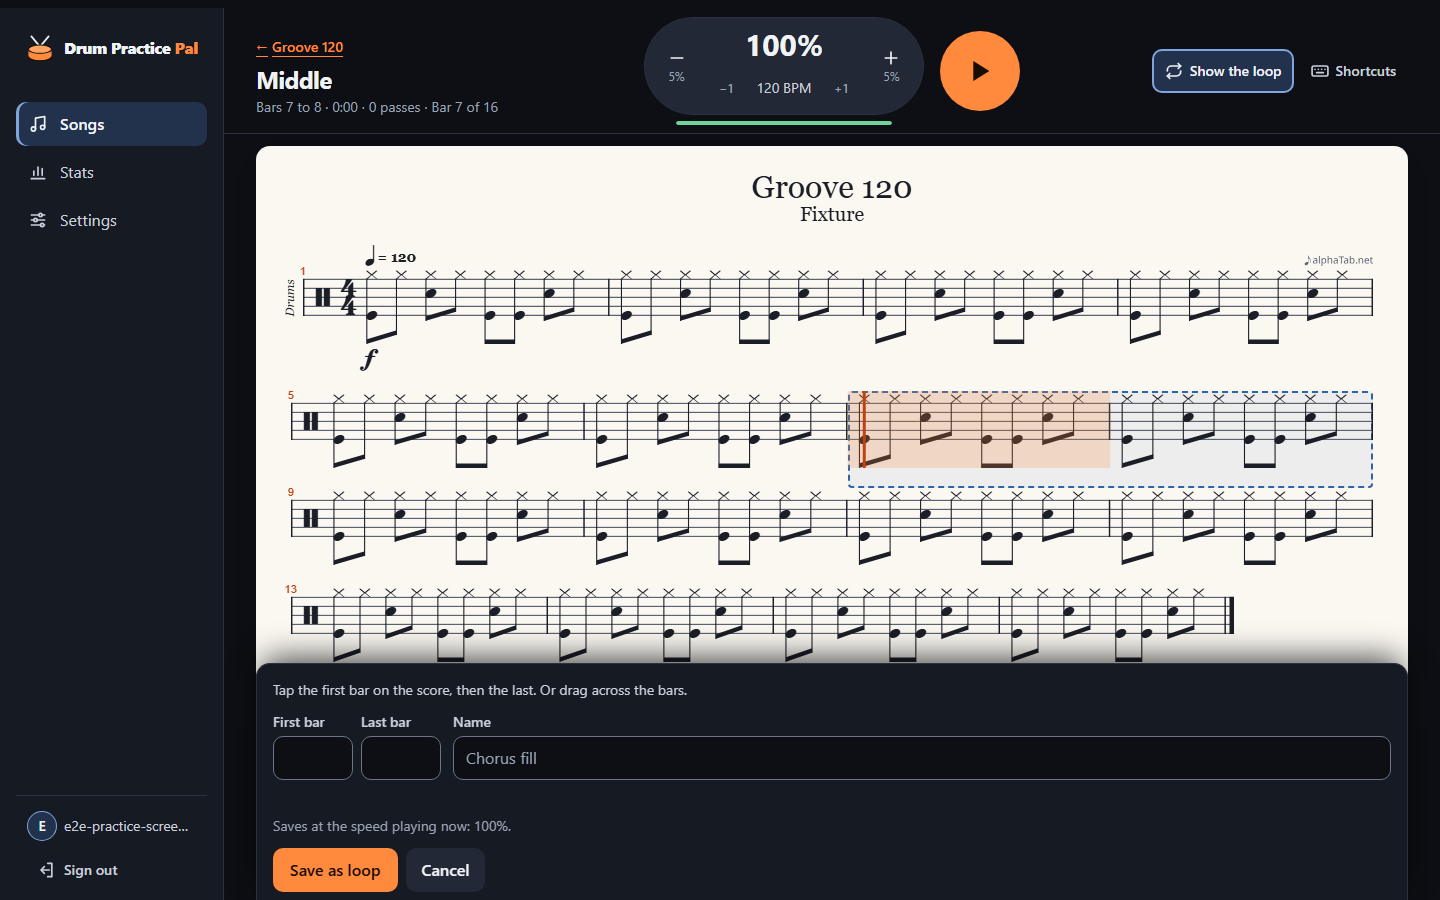 Drum Practice Pal
Songs
Stats
Settings
E
e2e-practice-scree...
Sign out
← Groove 120
Middle
Bars 7 to 8 · 0:00 · 0 passes · Bar 7 of 16
− 100% +
5% 5%
−1 120 BPM +1
Show the loop
Shortcuts
Groove 120
Fixture
= 120
alphaTab.net
1
Drums
4
4
f
5
9
13
Tap the first bar on the score, then the last. Or drag across the bars.
First bar Last bar Name
Chorus fill
Saves at the speed playing now: 100%.
Save as loop Cancel